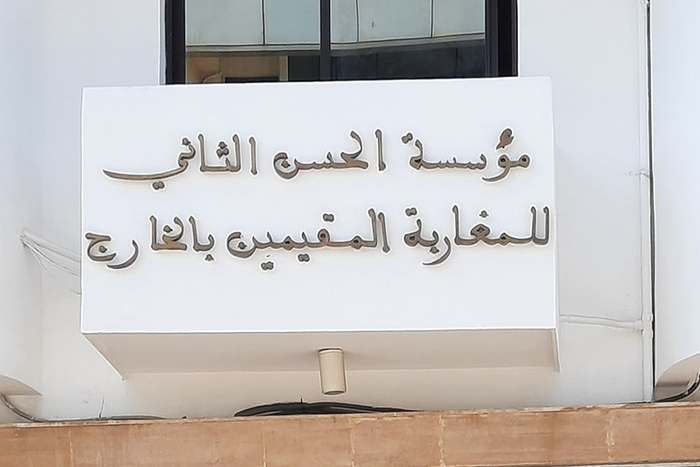 مؤسسة الحسن الثاني
للمغاربة المقيمين بالخارج